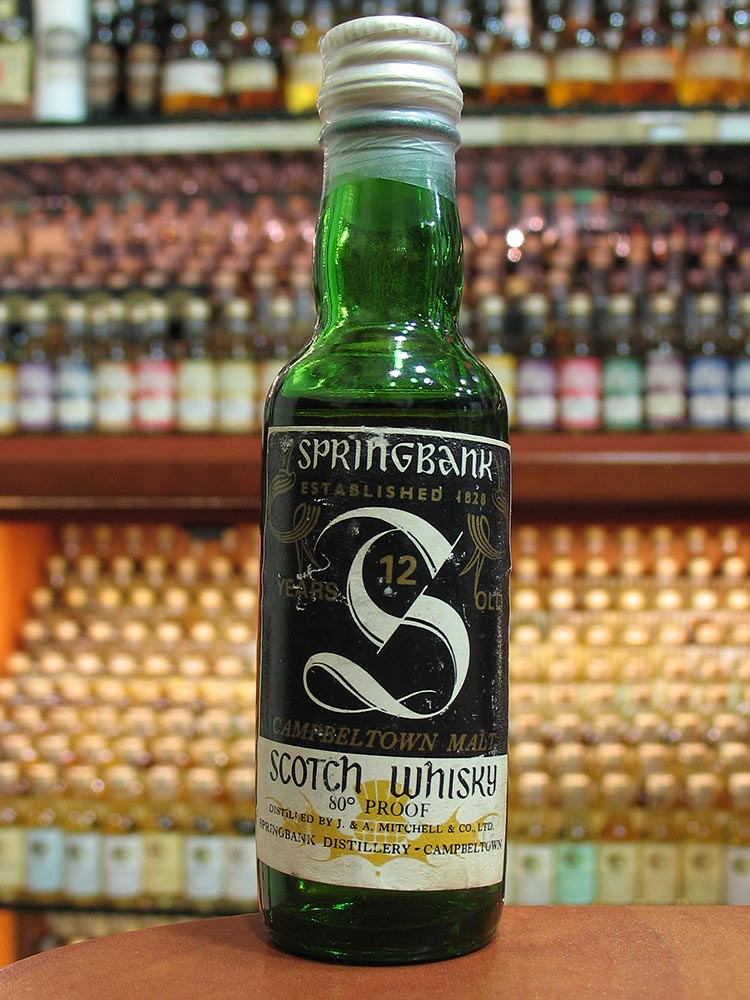 SPRINGBANK
ESTABLISHED 1828
S
YEARS 12 OLD
CAMPBELTOWN MALT
SCOTCH WHISKY
80° PROOF
DISTILLED BY J. & A. MITCHELL & CO., LTD.
SPRINGBANK DISTILLERY - CAMPBELTOWN